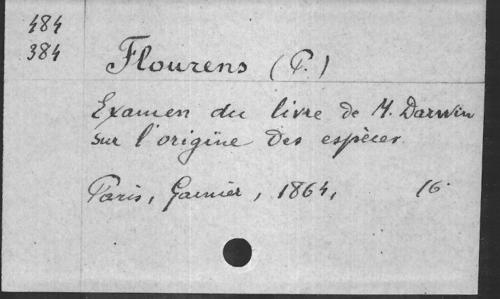 484
384
Flourens (P.)
Examen du livre de M. Darwin
sur l'origine des espèces
Paris, Garnier, 1864, 16°